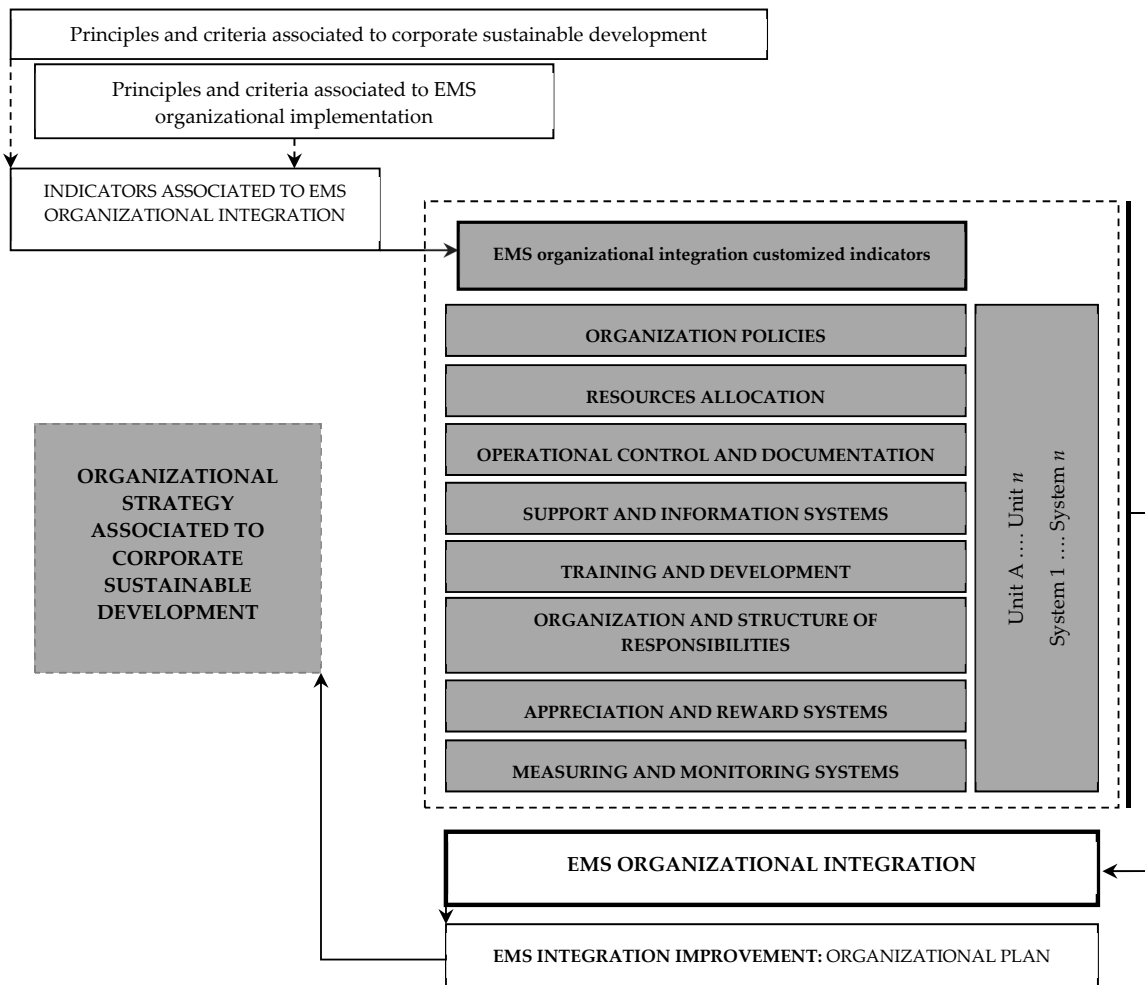 Principles and criteria associated to corporate sustainable development
Principles and criteria associated to EMS
organizational implementation
INDICATORS ASSOCIATED TO EMS
ORGANIZATIONAL INTEGRATION
EMS organizational integration customized indicators
ORGANIZATION POLICIES
RESOURCES ALLOCATION
OPERATIONAL CONTROL AND DOCUMENTATION
SUPPORT AND INFORMATION SYSTEMS
TRAINING AND DEVELOPMENT
ORGANIZATION AND STRUCTURE OF
RESPONSIBILITIES
APPRECIATION AND REWARD SYSTEMS
MEASURING AND MONITORING SYSTEMS
Unit A .... Unit n
System 1 .... System n
ORGANIZATIONAL
STRATEGY
ASSOCIATED TO
CORPORATE
SUSTAINABLE
DEVELOPMENT
EMS ORGANIZATIONAL INTEGRATION
EMS INTEGRATION IMPROVEMENT: ORGANIZATIONAL PLAN